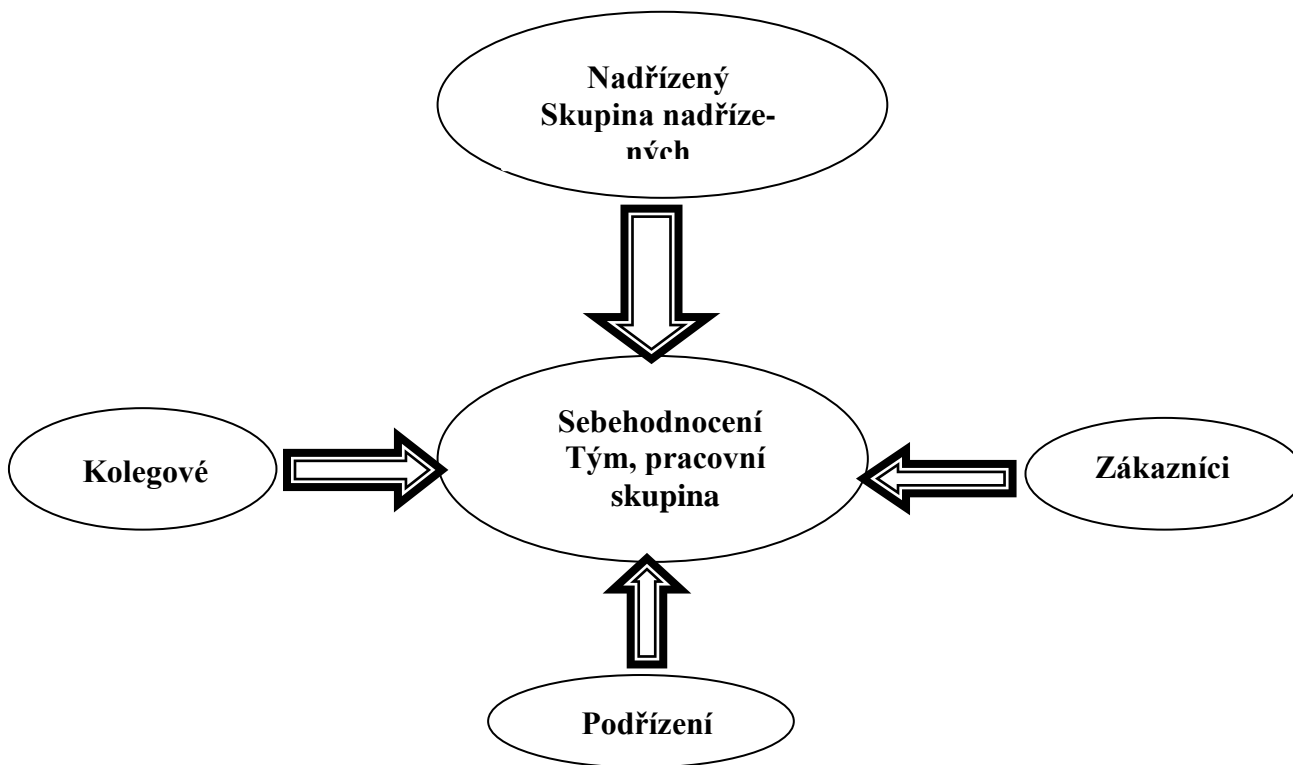 Nadřízený
Skupina nadříze-
ných
Sebehodnocení
Tým, pracovní
skupina
Kolegové
Zákazníci
Podřízení